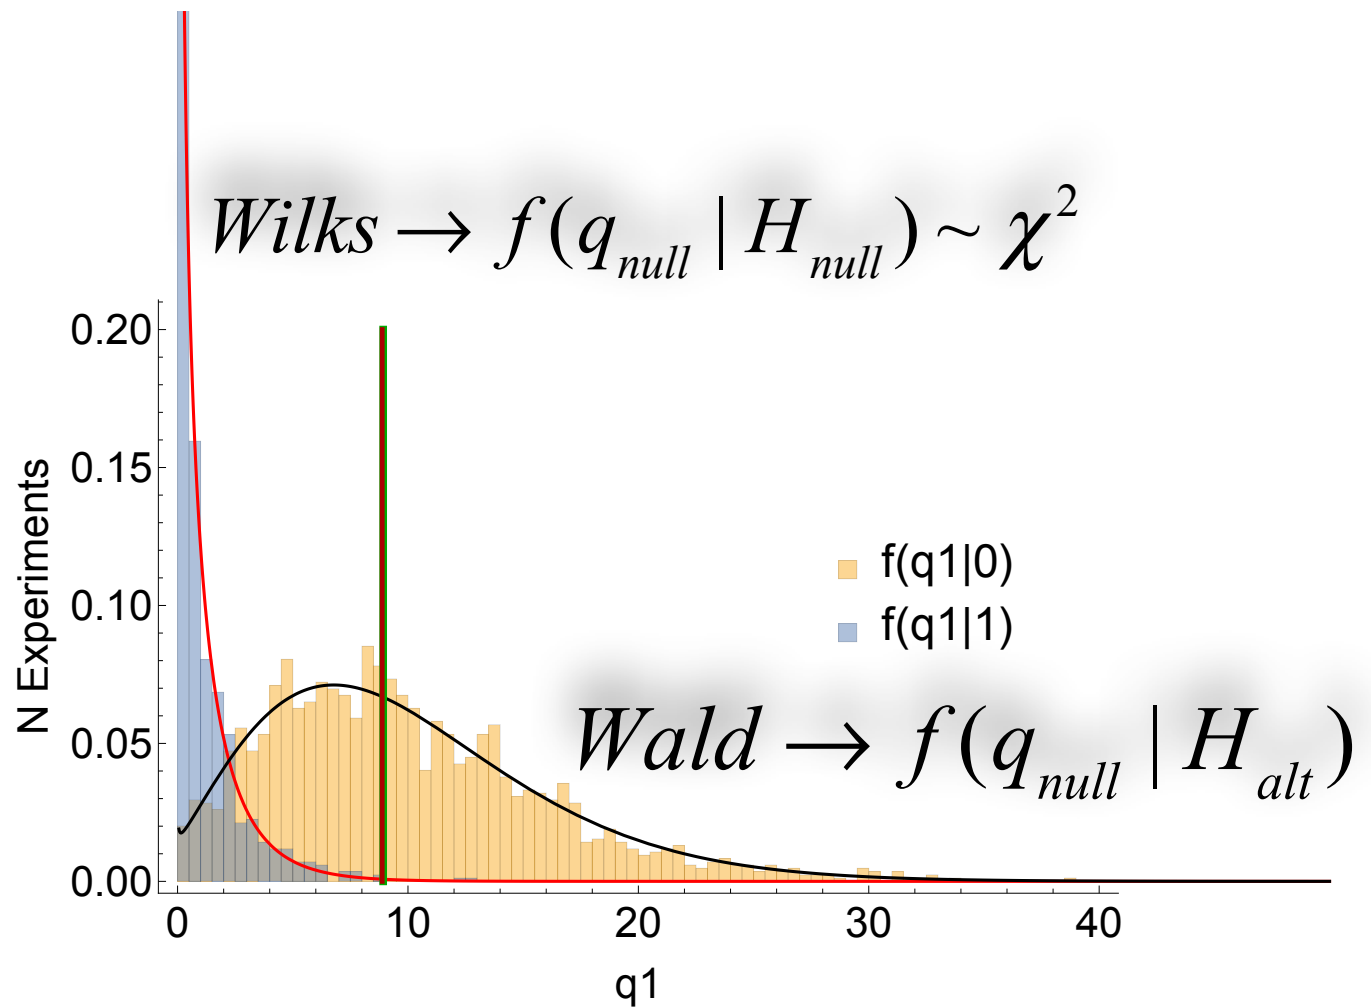 Wilks → f(q_null | H_null) ~ χ²
0.20
0.15
0.10
0.05
0.00
N Experiments
f(q1|0)
f(q1|1)
Wald → f(q_null | H_alt)
0 10 20 30 40
q1